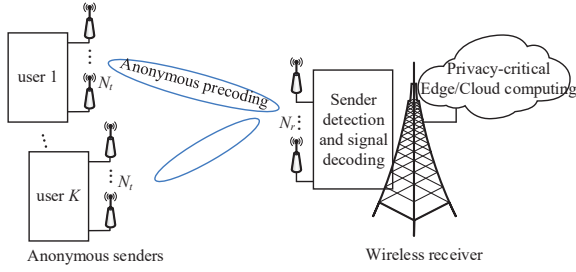 user 1
N_t
Anonymous precoding
user K
N_t
Anonymous senders
N_r
Sender
detection
and signal
decoding
Privacy-critical
Edge/Cloud computing
Wireless receiver